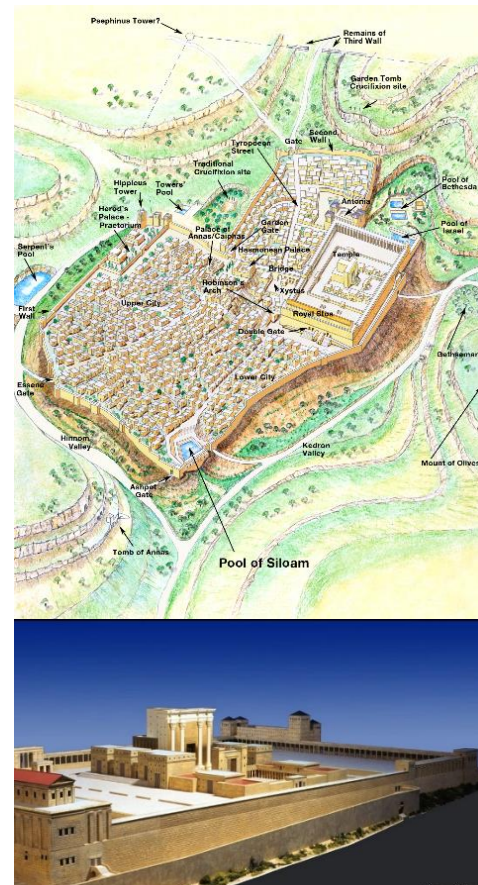 Psephinus Tower?
Remains of
Third Wall
Garden Tomb
Crucifixion site
Gate
Second
Wall
Tyropoean
Street
Traditional
Crucifixion site
Hippicus
Tower
Towers
Pool
Antonia
Pool of
Bethesda
Herod's
Palace -
Praetorium
Palace of
Annas/Caiphas
Garden
Gate
Pool of
Israel
Hasmonean Palace
Serpent's
Pool
Bridge
Temple
Robinson's
Arch
Xystus
Upper City
First
Wall
Royal Stoa
Double Gate
Gethsemane
Essene
Gate
Lower City
Hinnom
Valley
Kedron
Valley
Mount of Olives
Ashpot
Gate
Tomb of Annas
Pool of Siloam